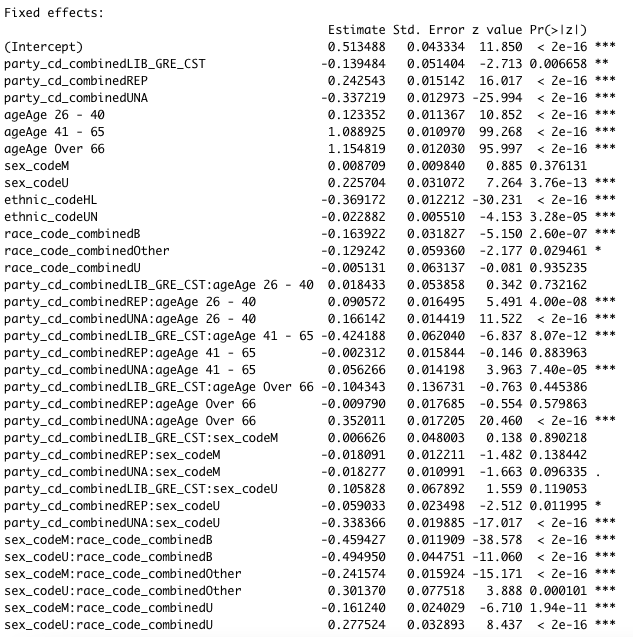 Fixed effects:
Estimate Std. Error z value Pr(>|z|)
(Intercept) 0.513488 0.043334 11.850 < 2e-16 ***
party_cd_combinedLIB_GRE_CST -0.139484 0.051404 -2.713 0.006658 **
party_cd_combinedREP 0.242543 0.015142 16.017 < 2e-16 ***
party_cd_combinedUNA -0.337219 0.012973 -25.994 < 2e-16 ***
ageAge 26 - 40 0.123352 0.011367 10.852 < 2e-16 ***
ageAge 41 - 65 1.088925 0.010970 99.268 < 2e-16 ***
ageAge Over 66 1.154819 0.012030 95.997 < 2e-16 ***
sex_codeM 0.008709 0.009840 0.885 0.376131
sex_codeU 0.225704 0.031072 7.264 3.76e-13 ***
ethnic_codeHL -0.369172 0.012212 -30.231 < 2e-16 ***
ethnic_codeUN -0.022882 0.005510 -4.153 3.28e-05 ***
race_code_combinedB -0.163922 0.031827 -5.150 2.60e-07 ***
race_code_combinedOther -0.129242 0.059360 -2.177 0.029461 *
race_code_combinedU -0.005131 0.063137 -0.081 0.935235
party_cd_combinedLIB_GRE_CST:ageAge 26 - 40 0.018433 0.053858 0.342 0.732162
party_cd_combinedREP:ageAge 26 - 40 0.090572 0.016495 5.491 4.00e-08 ***
party_cd_combinedUNA:ageAge 26 - 40 0.166142 0.014419 11.522 < 2e-16 ***
party_cd_combinedLIB_GRE_CST:ageAge 41 - 65 -0.424188 0.062040 -6.837 8.07e-12 ***
party_cd_combinedREP:ageAge 41 - 65 -0.002312 0.015844 -0.146 0.883963
party_cd_combinedUNA:ageAge 41 - 65 0.056266 0.014198 3.963 7.40e-05 ***
party_cd_combinedLIB_GRE_CST:ageAge Over 66 -0.104343 0.136731 -0.763 0.445386
party_cd_combinedREP:ageAge Over 66 -0.009790 0.017685 -0.554 0.579863
party_cd_combinedUNA:ageAge Over 66 0.352011 0.017205 20.460 < 2e-16 ***
party_cd_combinedLIB_GRE_CST:sex_codeM 0.006626 0.048003 0.138 0.890218
party_cd_combinedREP:sex_codeM -0.018091 0.012211 -1.482 0.138442
party_cd_combinedUNA:sex_codeM -0.018277 0.010991 -1.663 0.096335 .
party_cd_combinedLIB_GRE_CST:sex_codeU 0.105828 0.067892 1.559 0.119053
party_cd_combinedREP:sex_codeU -0.059033 0.023498 -2.512 0.011995 *
party_cd_combinedUNA:sex_codeU -0.338366 0.019885 -17.017 < 2e-16 ***
sex_codeM:race_code_combinedB -0.459427 0.011909 -38.578 < 2e-16 ***
sex_codeU:race_code_combinedB -0.494950 0.044751 -11.060 < 2e-16 ***
sex_codeM:race_code_combinedOther -0.241574 0.015924 -15.171 < 2e-16 ***
sex_codeU:race_code_combinedOther 0.301370 0.077518 3.888 0.000101 ***
sex_codeM:race_code_combinedU -0.161240 0.024029 -6.710 1.94e-11 ***
sex_codeU:race_code_combinedU 0.277524 0.032893 8.437 < 2e-16 ***